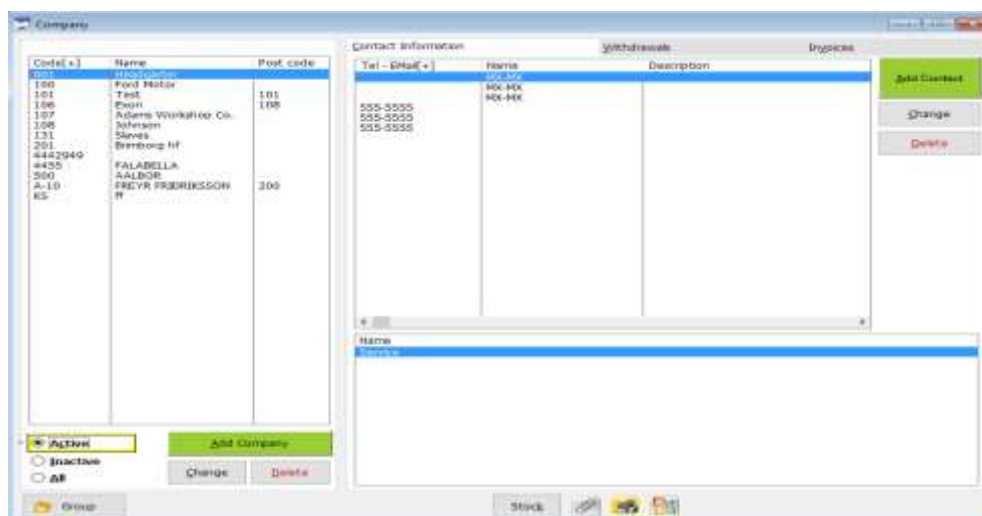 Company
Contact Information Withdrawals Invoices
Code[+] Name Post code
001 Headquarter
100 Ford Motor
101 Test 101
106 Exon 108
107 Adams Workshop Co.
108 Johnson
131
201 hf
4442949
4455 FALABELLA
500 AALBOR
A-10 FREYR 200
KS ff
Tel - EMail[+] Name Description
MX-MX
MX-MX
MX-MX
555-5555
555-5555
555-5555
Add Contact
Change
Delete
Name
Service
Active
Inactive
All
Add Company
Change Delete
Group
Stock